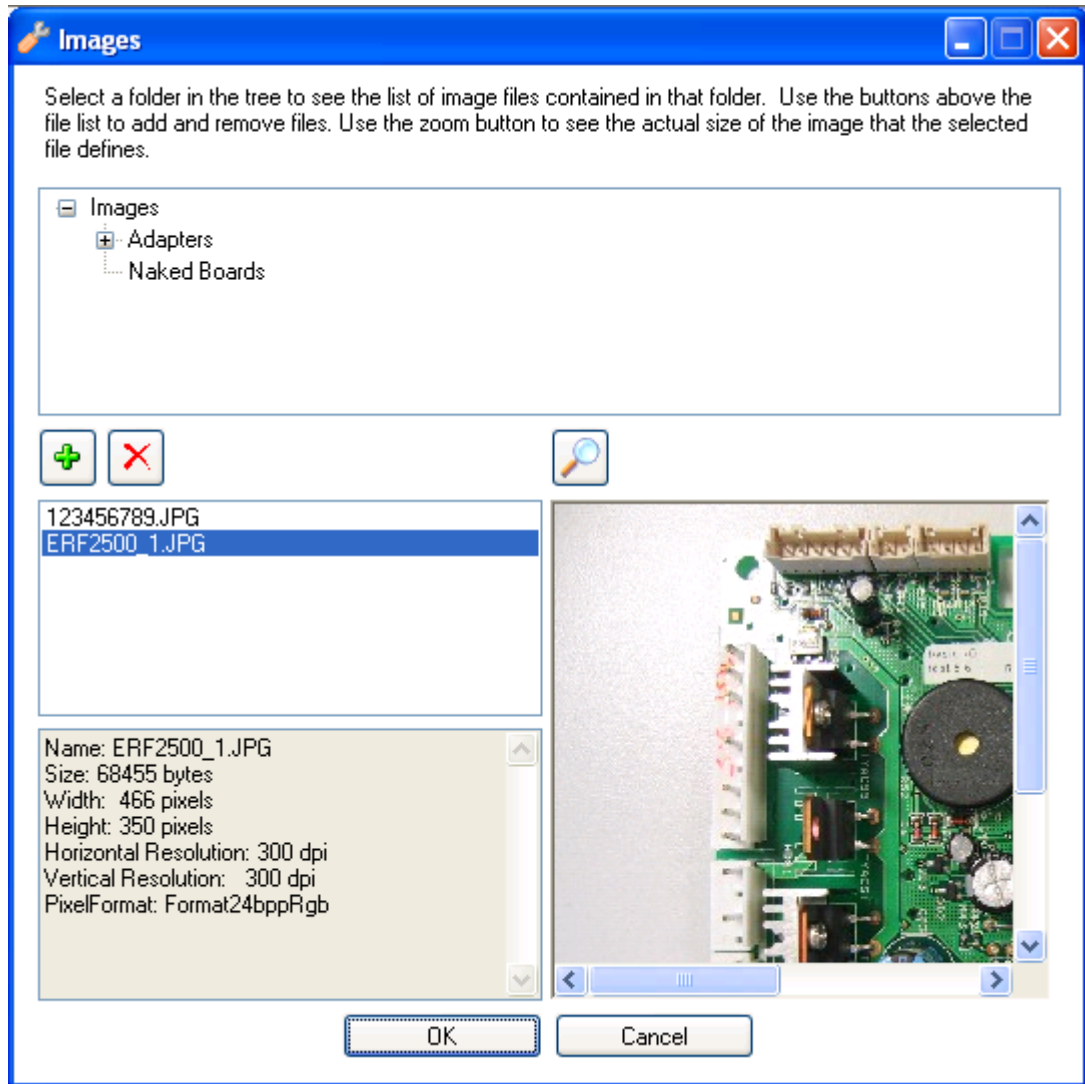 Images
Select a folder in the tree to see the list of image files contained in that folder.  Use the buttons above the
file list to add and remove files. Use the zoom button to see the actual size of the image that the selected
file defines.
Images
Adapters
Naked Boards
123456789.JPG
ERF2500_1.JPG
Name: ERF2500_1.JPG
Size: 68455 bytes
Width:  466 pixels
Height: 350 pixels
Horizontal Resolution: 300 dpi
Vertical Resolution:   300 dpi
PixelFormat: Format24bppRgb
OK
Cancel